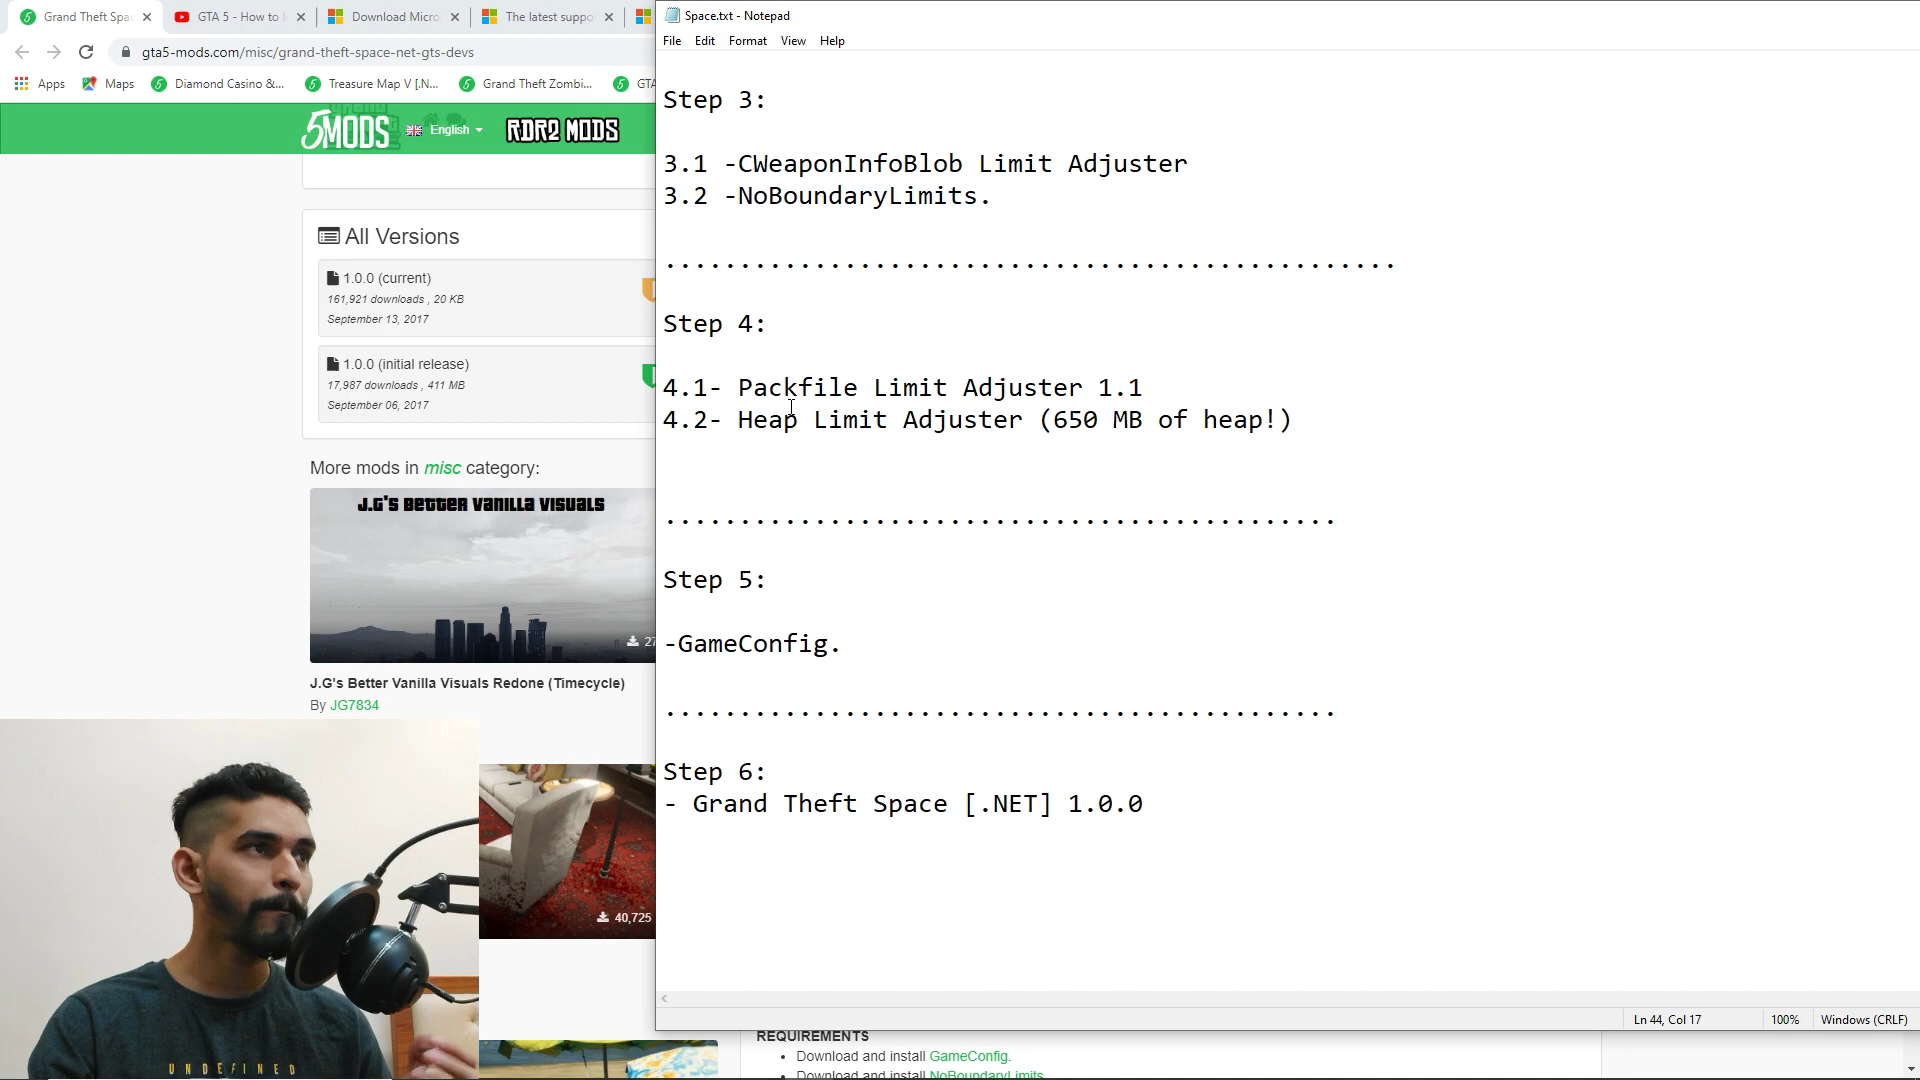 Grand Theft Spa
GTA 5 - How to
Download Micro
The latest suppo
gta5-mods.com/misc/grand-theft-space-net-gts-devs
Apps
Maps
Diamond Casino &...
Treasure Map V [.N...
Grand Theft Zombi...
GTA
5MODS
English
RDR2 MODS
All Versions
1.0.0 (current)
161,921 downloads , 20 KB
September 13, 2017
1.0.0 (initial release)
17,987 downloads , 411 MB
September 06, 2017
More mods in misc category:
J.G's Better Vanilla Visuals
27
J.G's Better Vanilla Visuals Redone (Timecycle)
By JG7834
40,725
UNDEFINED
Space.txt - Notepad
File Edit Format View Help
Step 3:
3.1 -CWeaponInfoBlob Limit Adjuster
3.2 -NoBoundaryLimits.
.................................................
Step 4:
4.1- Packfile Limit Adjuster 1.1
4.2- Heap Limit Adjuster (650 MB of heap!)
.............................................
Step 5:
-GameConfig.
.............................................
Step 6:
- Grand Theft Space [.NET] 1.0.0
Ln 44, Col 17
100%
Windows (CRLF)
REQUIREMENTS
Download and install GameConfig.
Download and install NoBoundaryLimits